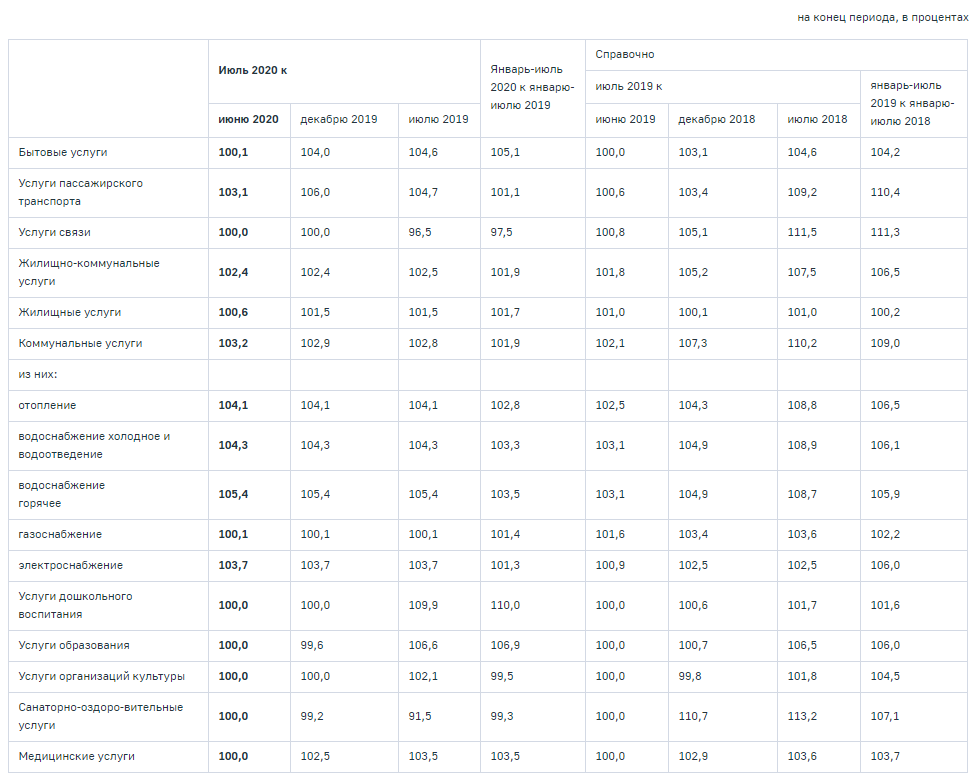 на конец периода, в процентах
Июль 2020 к
Январь-июль
2020 к январю-
июлю 2019
Справочно
июль 2019 к
январь-июль
2019 к январю-
июлю 2018
июню 2020 декабрю 2019 июлю 2019 июню 2019 декабрю 2018 июлю 2018
Бытовые услуги 100,1 104,0 104,6 105,1 100,0 103,1 104,6 104,2
Услуги пассажирского
транспорта 103,1 106,0 104,7 101,1 100,6 103,4 109,2 110,4
Услуги связи 100,0 100,0 96,5 97,5 100,8 105,1 111,5 111,3
Жилищно-коммунальные
услуги 102,4 102,4 102,5 101,9 101,8 105,2 107,5 106,5
Жилищные услуги 100,6 101,5 101,5 101,7 101,0 100,1 101,0 100,2
Коммунальные услуги 103,2 102,9 102,8 101,9 102,1 107,3 110,2 109,0
из них:
отопление 104,1 104,1 104,1 102,8 102,5 104,3 108,8 106,5
водоснабжение холодное и
водоотведение 104,3 104,3 104,3 103,3 103,1 104,9 108,9 106,1
водоснабжение
горячее 105,4 105,4 105,4 103,5 103,1 104,9 108,7 105,9
газоснабжение 100,1 100,1 100,1 101,4 101,6 103,4 103,6 102,2
электроснабжение 103,7 103,7 103,7 101,3 100,9 102,5 102,5 106,0
Услуги дошкольного
воспитания 100,0 100,0 109,9 110,0 100,0 100,6 101,7 101,6
Услуги образования 100,0 99,6 106,6 106,9 100,0 100,7 106,5 106,0
Услуги организаций культуры 100,0 100,0 102,1 99,5 100,0 99,8 101,8 104,5
Санаторно-оздоро-вительные
услуги 100,0 99,2 91,5 99,3 100,0 110,7 113,2 107,1
Медицинские услуги 100,0 102,5 103,5 103,5 100,0 102,9 103,6 103,7